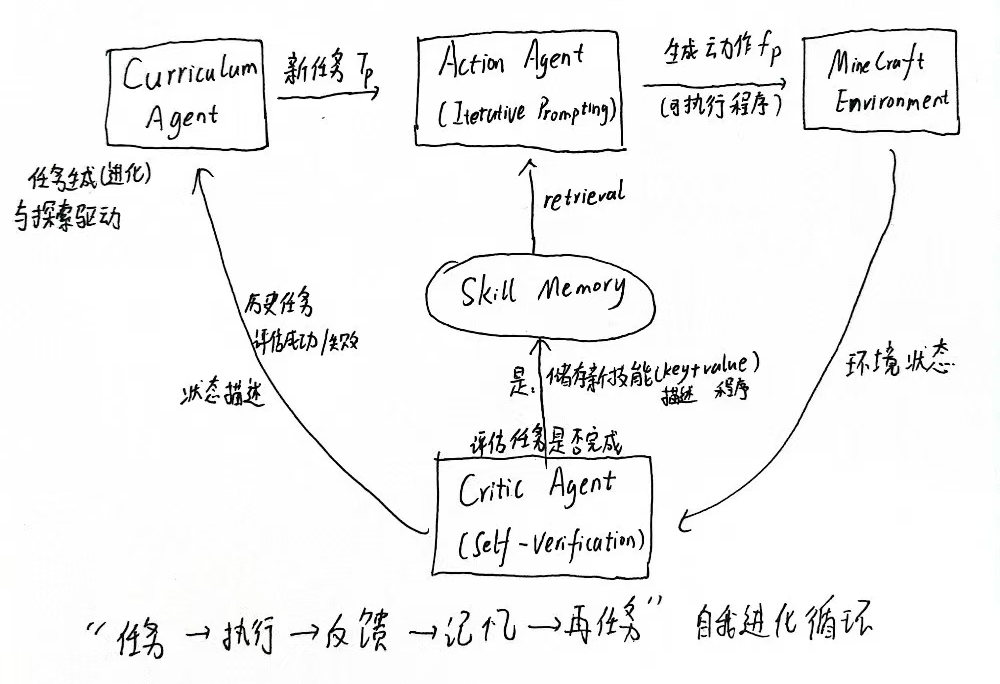 Curriculum
Agent
新任务 Tp
Action Agent
(Iterative Prompting)
生成动作 fp
(可执行程序)
MineCraft
Environment
任务生成(进化)
与探索驱动
retrieval
Skill Memory
历史任务
评估成功/失败
状态描述
是: 储存新技能(key+value)
描述 程序
环境状态
评估任务是否完成
Critic Agent
(Self-Verification)
“任务→执行→反馈→记忆→再任务” 自我进化循环